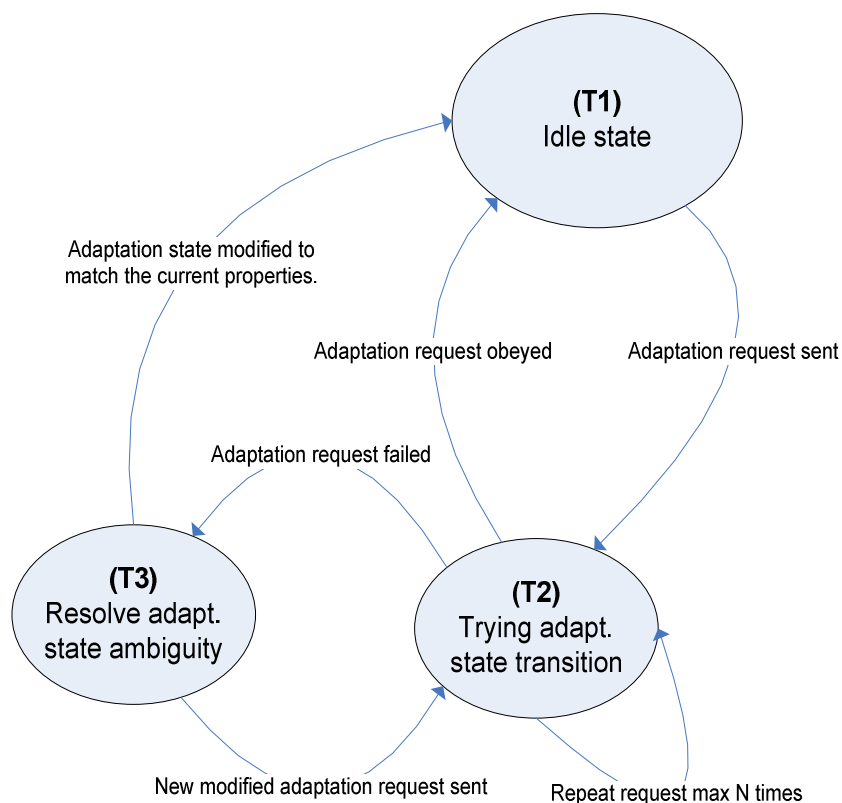 (T1)
Idle state
Adaptation state modified to
match the current properties.
Adaptation request obeyed
Adaptation request sent
Adaptation request failed
(T3)
Resolve adapt.
state ambiguity
(T2)
Trying adapt.
state transition
New modified adaptation request sent
Repeat request max N times